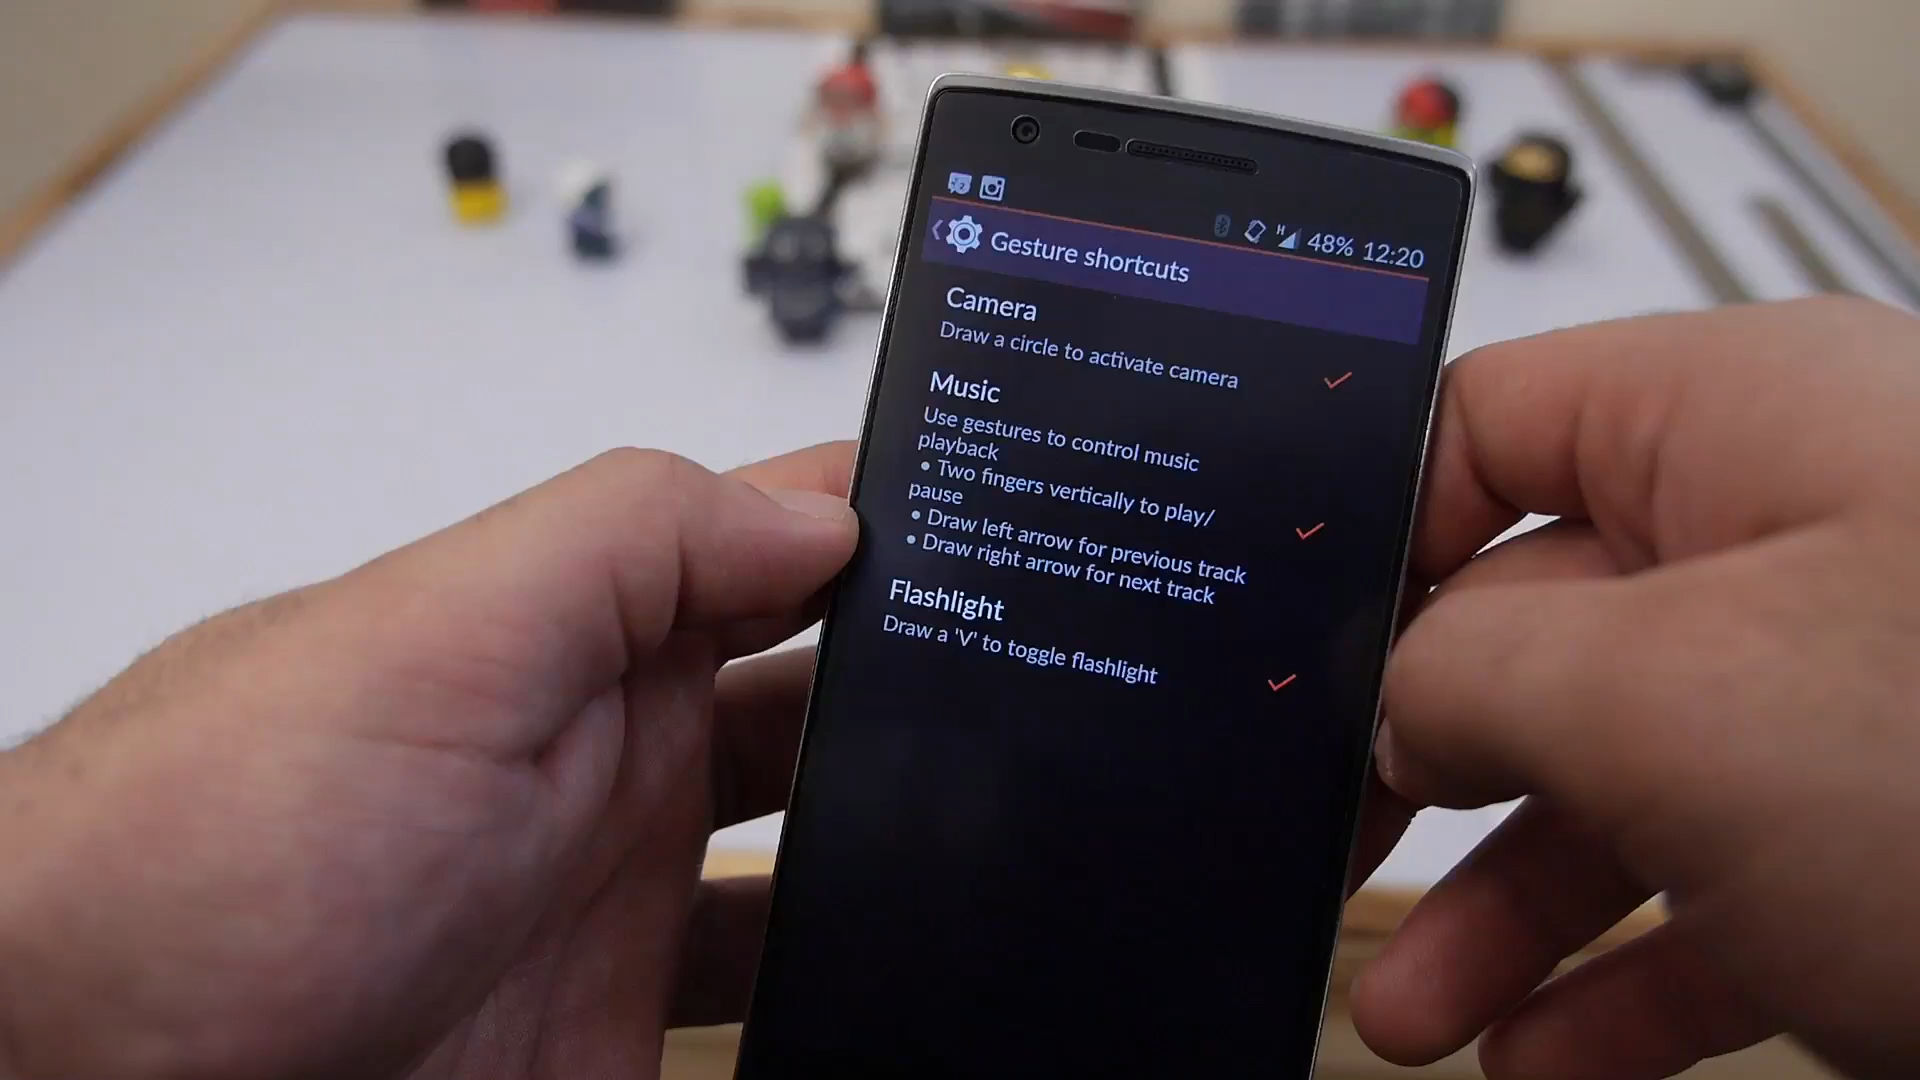 H 48% 12:20
Gesture shortcuts
Camera
Draw a circle to activate camera
Music
Use gestures to control music
playback
• Two fingers vertically to play/
pause
• Draw left arrow for previous track
• Draw right arrow for next track
Flashlight
Draw a 'V' to toggle flashlight